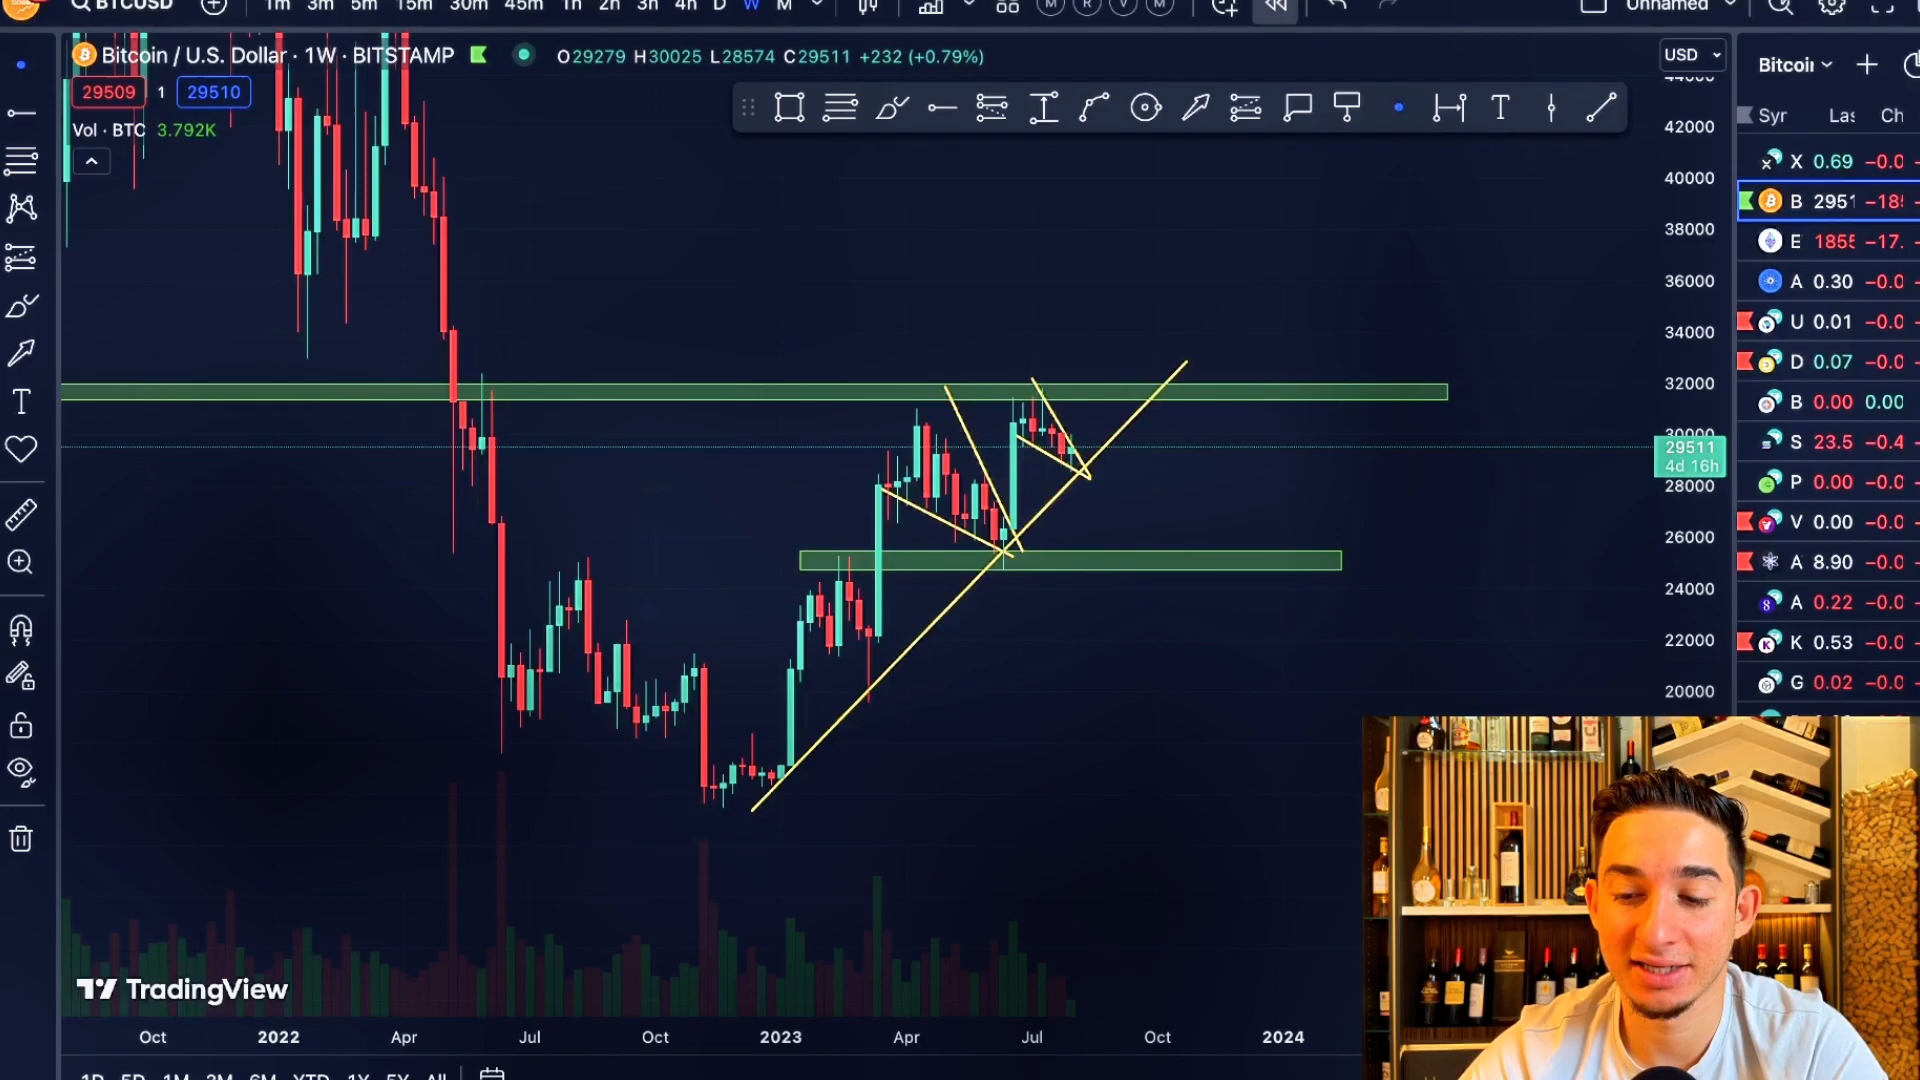 BTCUSD 1m 3m 5m 15m 30m 45m 1h 2h 3h 4h D W M M R V M Unnamed
Bitcoin / U.S. Dollar · 1W · BITSTAMP O29279 H30025 L28574 C29511 +232 (+0.79%)
29509 1 29510
Vol · BTC 3.792K
USD
42000
40000
38000
36000
34000
32000
30000
29511
4d 16h
28000
26000
24000
22000
20000
Bitcoin
Syr Las Ch
X 0.69 −0.0
B 2951 −18
E 1855 −17.
A 0.30 −0.0
U 0.01 −0.0
D 0.07 −0.0
B 0.00 0.00
S 23.5 −0.4
P 0.00 −0.0
V 0.00 −0.0
A 8.90 −0.0
A 0.22 −0.0
K 0.53 −0.0
G 0.02 −0.0
TradingView
Oct 2022 Apr Jul Oct 2023 Apr Jul Oct 2024
1D 5D 1M 3M 6M YTD 1Y 5Y All